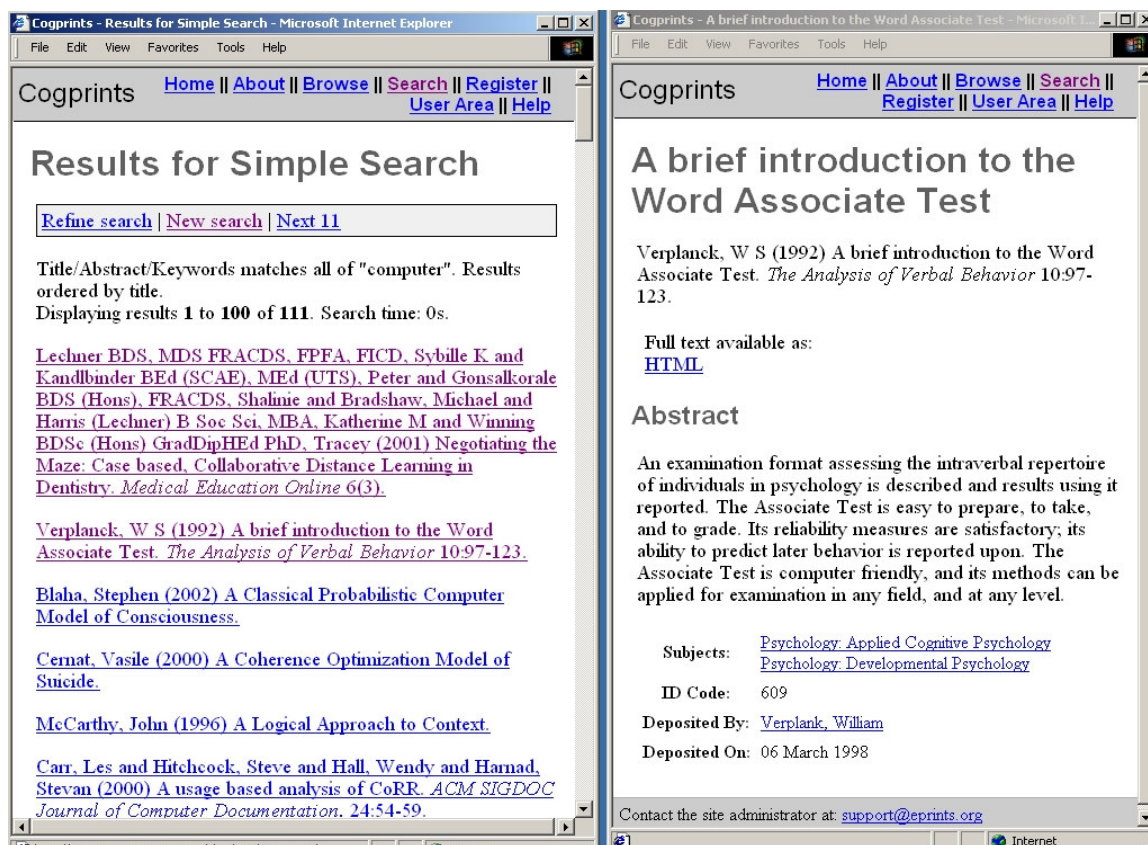 Cogprints - Results for Simple Search - Microsoft Internet Explorer
File Edit View Favorites Tools Help
Cogprints
Home || About || Browse || Search || Register ||
User Area || Help
Results for Simple Search
Refine search | New search | Next 11
Title/Abstract/Keywords matches all of "computer". Results
ordered by title.
Displaying results 1 to 100 of 111. Search time: 0s.
Lechner BDS, MDS FRACDS, FPFA, FICD, Sybille K and
Kandlbinder BEd (SCAE), MEd (UTS), Peter and Gonsalkorale
BDS (Hons), FRACDS, Shalinie and Bradshaw, Michael and
Harris (Lechner) B Soc Sci, MBA, Katherine M and Winning
BDSc (Hons) GradDipHEd PhD, Tracey (2001) Negotiating the
Maze: Case based, Collaborative Distance Learning in
Dentistry. Medical Education Online 6(3).
Verplanck, W S (1992) A brief introduction to the Word
Associate Test. The Analysis of Verbal Behavior 10:97-123.
Blaha, Stephen (2002) A Classical Probabilistic Computer
Model of Consciousness.
Cernat, Vasile (2000) A Coherence Optimization Model of
Suicide.
McCarthy, John (1996) A Logical Approach to Context.
Carr, Les and Hitchcock, Steve and Hall, Wendy and Harnad,
Stevan (2000) A usage based analysis of CoRR. ACM SIGDOC
Journal of Computer Documentation. 24:54-59.
Cogprints - A brief introduction to the Word Associate Test - Microsoft I...
File Edit View Favorites Tools Help
Cogprints
Home || About || Browse || Search ||
Register || User Area || Help
A brief introduction to the
Word Associate Test
Verplanck, W S (1992) A brief introduction to the Word
Associate Test. The Analysis of Verbal Behavior 10:97-
123.
Full text available as:
HTML
Abstract
An examination format assessing the intraverbal repertoire
of individuals in psychology is described and results using it
reported. The Associate Test is easy to prepare, to take,
and to grade. Its reliability measures are satisfactory; its
ability to predict later behavior is reported upon. The
Associate Test is computer friendly, and its methods can be
applied for examination in any field, and at any level.
Subjects: Psychology: Applied Cognitive Psychology
Psychology: Developmental Psychology
ID Code: 609
Deposited By: Verplank, William
Deposited On: 06 March 1998
Contact the site administrator at: support@eprints.org
Internet